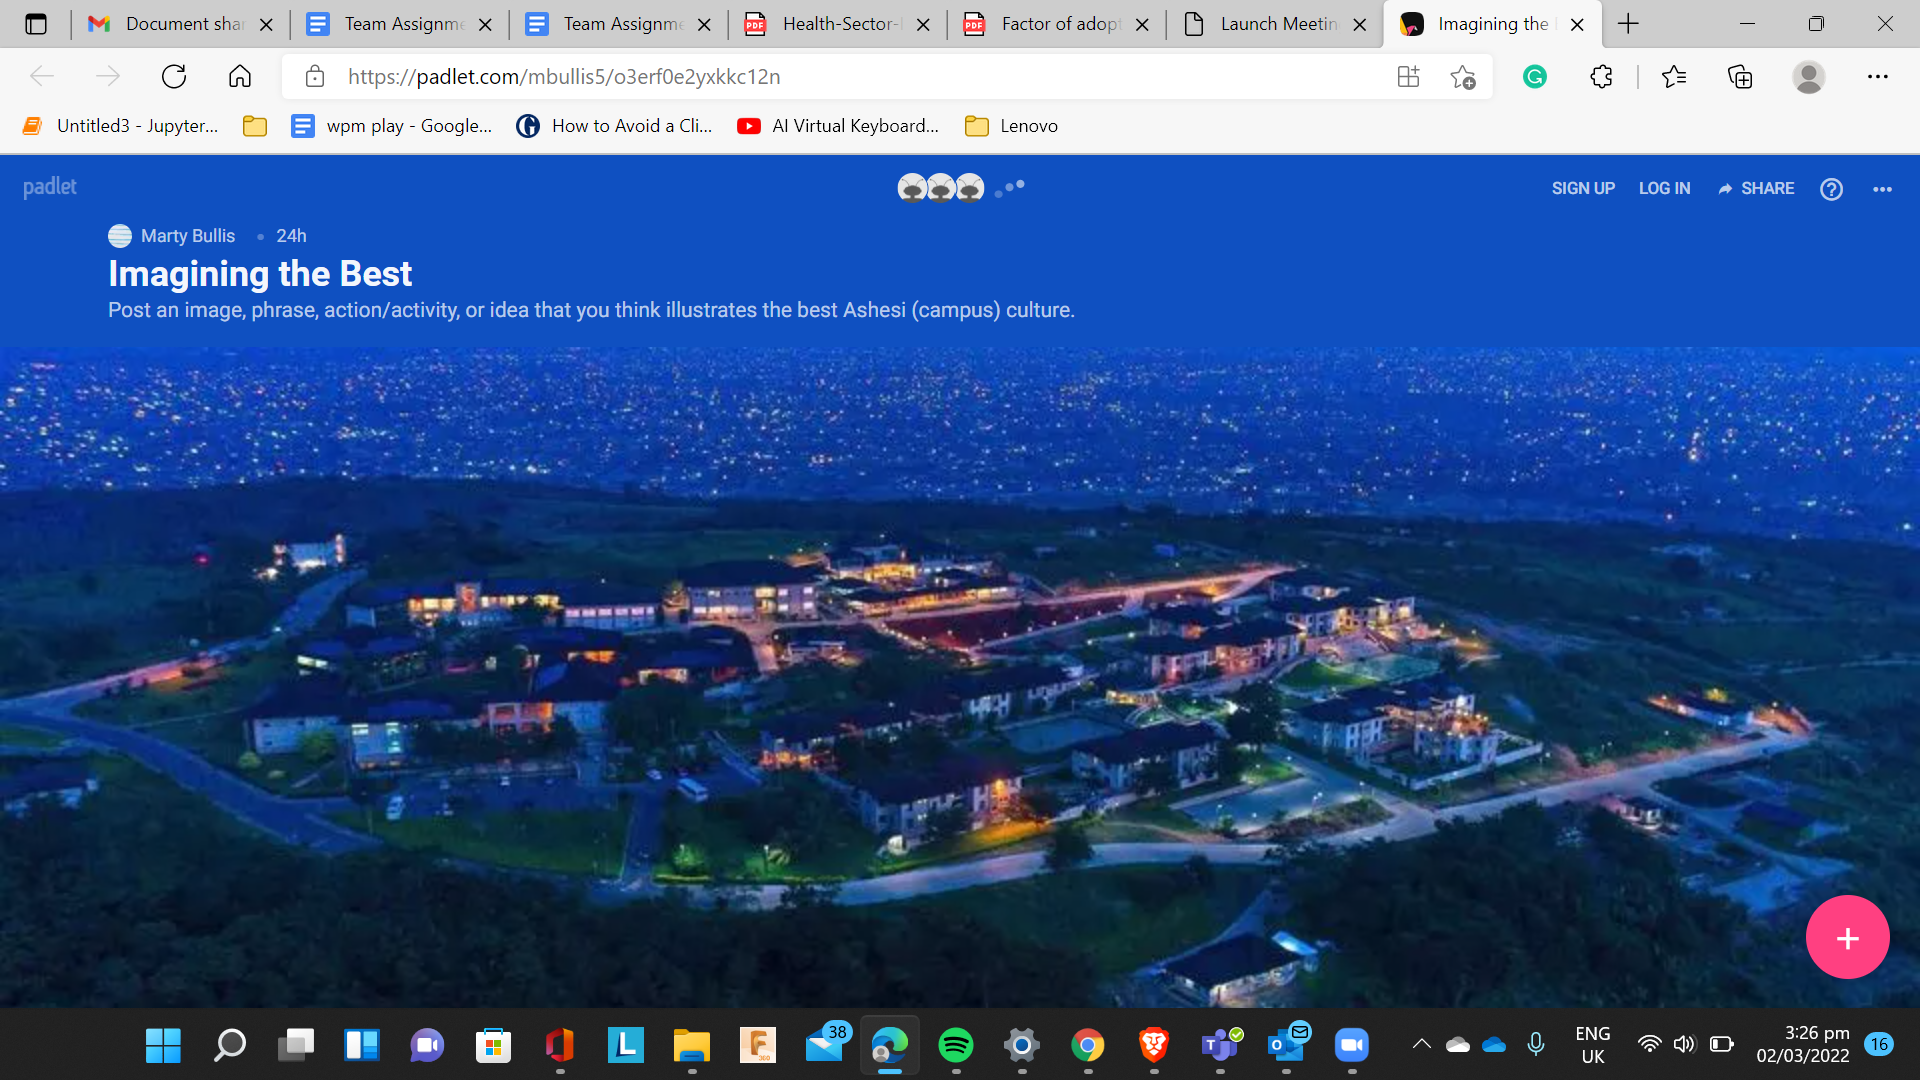 Document shar
Team Assignme
Team Assignme
Health-Sector-
Factor of adopt
Launch Meetin
Imagining the
https://padlet.com/mbullis5/o3erf0e2yxkkc12n
Untitled3 - Jupyter...
wpm play - Google...
How to Avoid a Cli...
AI Virtual Keyboard...
Lenovo
padlet
SIGN UP
LOG IN
SHARE
Marty Bullis • 24h
Imagining the Best
Post an image, phrase, action/activity, or idea that you think illustrates the best Ashesi (campus) culture.
38
ENG
UK
3:26 pm
02/03/2022
16